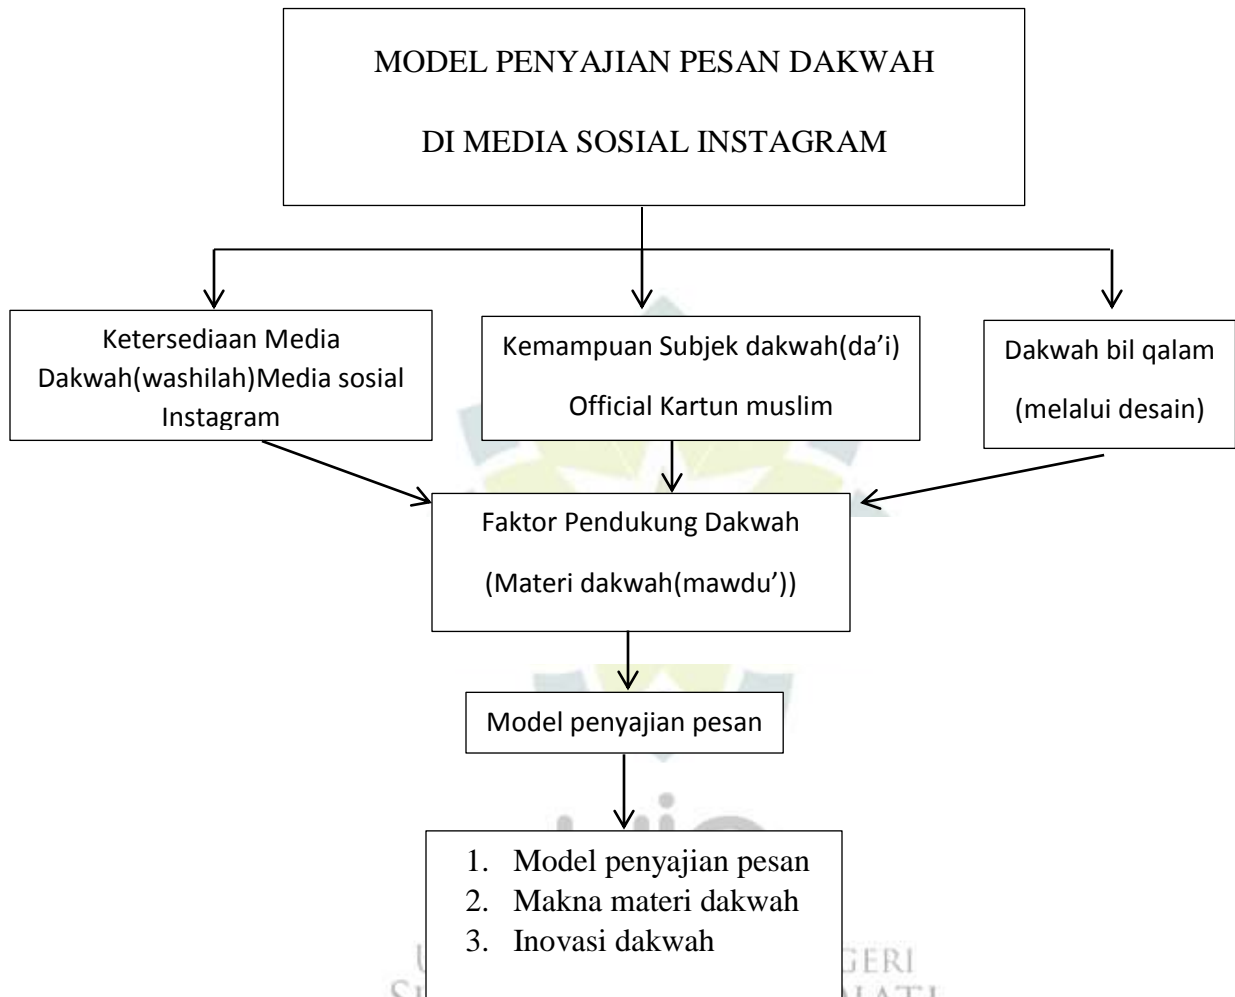 MODEL PENYAJIAN PESAN DAKWAH
DI MEDIA SOSIAL INSTAGRAM
Ketersediaan Media
Dakwah(washilah)Media sosial
Instagram
Kemampuan Subjek dakwah(da’i)
Official Kartun muslim
Dakwah bil qalam
(melalui desain)
Faktor Pendukung Dakwah
(Materi dakwah(mawdu’))
Model penyajian pesan
1. Model penyajian pesan
2. Makna materi dakwah
3. Inovasi dakwah